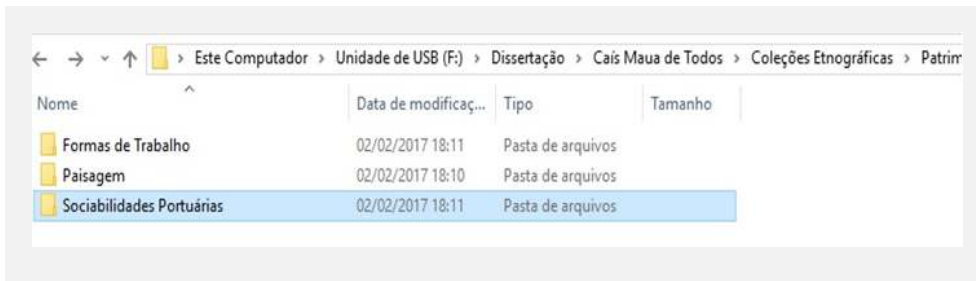 Este Computador > Unidade de USB (F:) > Dissertação > Caís Maua de Todos > Coleções Etnográficas > Patrim
Nome Data de modificaç... Tipo Tamanho
Formas de Trabalho 02/02/2017 18:11 Pasta de arquivos
Paisagem 02/02/2017 18:10 Pasta de arquivos
Sociabilidades Portuárias 02/02/2017 18:11 Pasta de arquivos